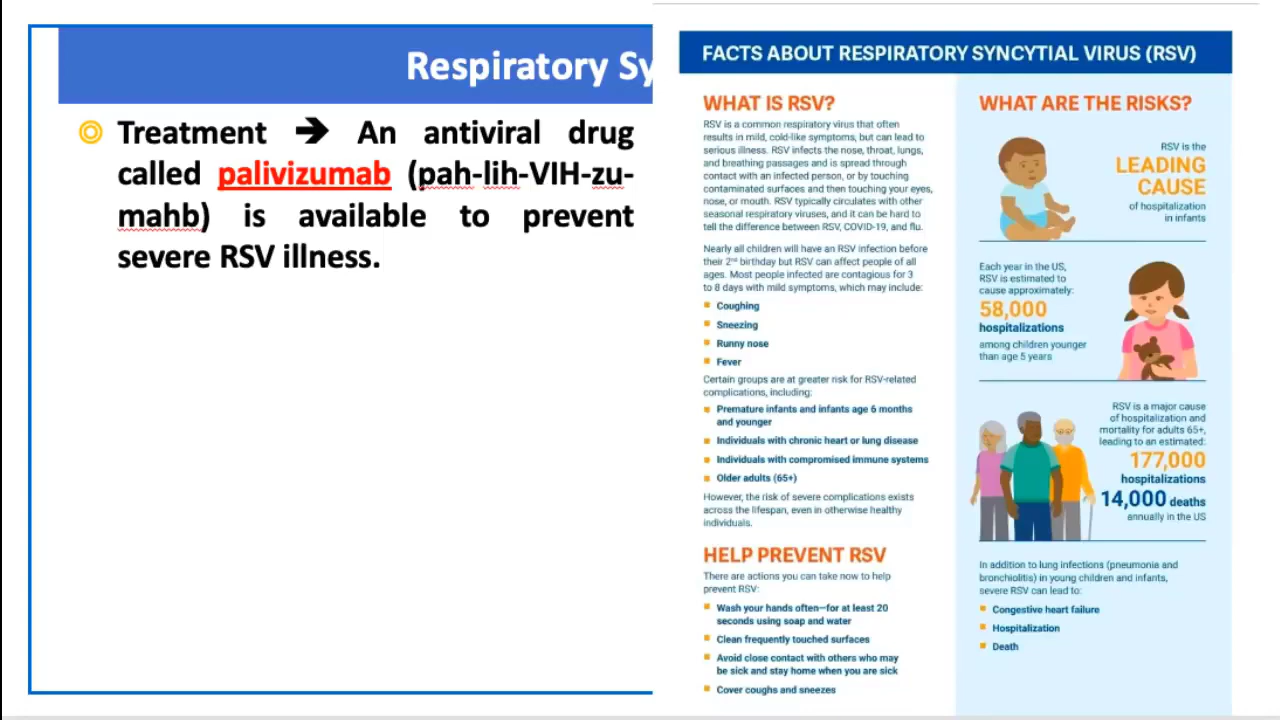 Respiratory Sy
Treatment ➔ An antiviral drug
called palivizumab (pah-lih-VIH-zu-
mahb) is available to prevent
severe RSV illness.
FACTS ABOUT RESPIRATORY SYNCYTIAL VIRUS (RSV)
WHAT IS RSV?
RSV is a common respiratory virus that often
results in mild, cold-like symptoms, but can lead to
serious illness. RSV infects the nose, throat, lungs,
and breathing passages and is spread through
contact with an infected person, or by touching
contaminated surfaces and then touching your eyes,
nose, or mouth. RSV typically circulates with other
seasonal respiratory viruses, and it can be hard to
tell the difference between RSV, COVID-19, and flu.
Nearly all children will have an RSV infection before
their 2nd birthday but RSV can affect people of all
ages. Most people infected are contagious for 3
to 8 days with mild symptoms, which may include:
Coughing
Sneezing
Runny nose
Fever
Certain groups are at greater risk for RSV-related
complications, including:
Premature infants and infants age 6 months
and younger
Individuals with chronic heart or lung disease
Individuals with compromised immune systems
Older adults (65+)
However, the risk of severe complications exists
across the lifespan, even in otherwise healthy
individuals.
HELP PREVENT RSV
There are actions you can take now to help
prevent RSV:
Wash your hands often—for at least 20
seconds using soap and water
Clean frequently touched surfaces
Avoid close contact with others who may
be sick and stay home when you are sick
Cover coughs and sneezes
WHAT ARE THE RISKS?
RSV is the
LEADING
CAUSE
of hospitalization
in infants
Each year in the US,
RSV is estimated to
cause approximately:
58,000
hospitalizations
among children younger
than age 5 years
RSV is a major cause
of hospitalization and
mortality for adults 65+,
leading to an estimated:
177,000
hospitalizations
14,000 deaths
annually in the US
In addition to lung infections (pneumonia and
bronchiolitis) in young children and infants,
severe RSV can lead to:
Congestive heart failure
Hospitalization
Death